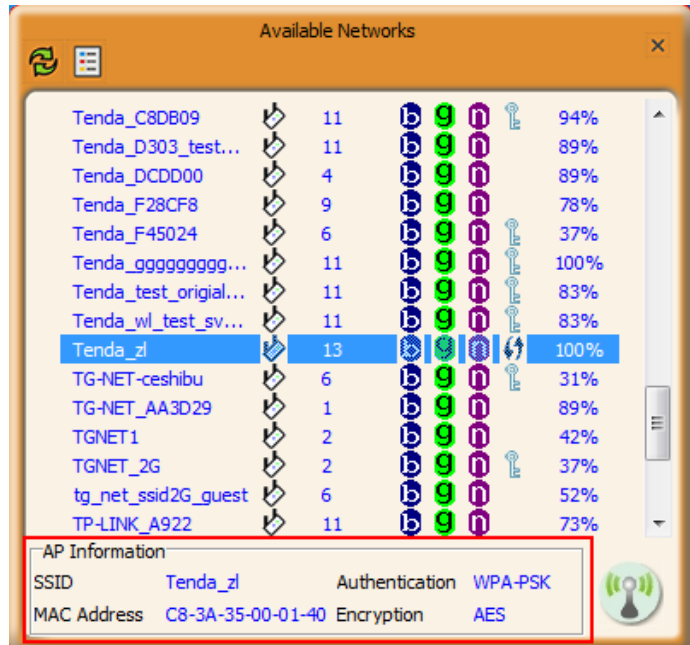 Available Networks
Tenda_C8DB09 11 b g n 94%
Tenda_D303_test... 11 b g n 89%
Tenda_DCDD00 4 b g n 89%
Tenda_F28CF8 9 b g n 78%
Tenda_F45024 6 b g n 37%
Tenda_ggggggggg... 11 b g n 100%
Tenda_test_origial... 11 b g n 83%
Tenda_wl_test_sv... 11 b g n 83%
Tenda_zl 13 b g n 100%
TG-NET-ceshibu 6 b g n 31%
TG-NET_AA3D29 1 b g n 89%
TGNET1 2 b g n 42%
TGNET_2G 2 b g n 37%
tg_net_ssid2G_guest 6 b g n 52%
TP-LINK_A922 11 b g n 73%
AP Information
SSID Tenda_zl Authentication WPA-PSK
MAC Address C8-3A-35-00-01-40 Encryption AES